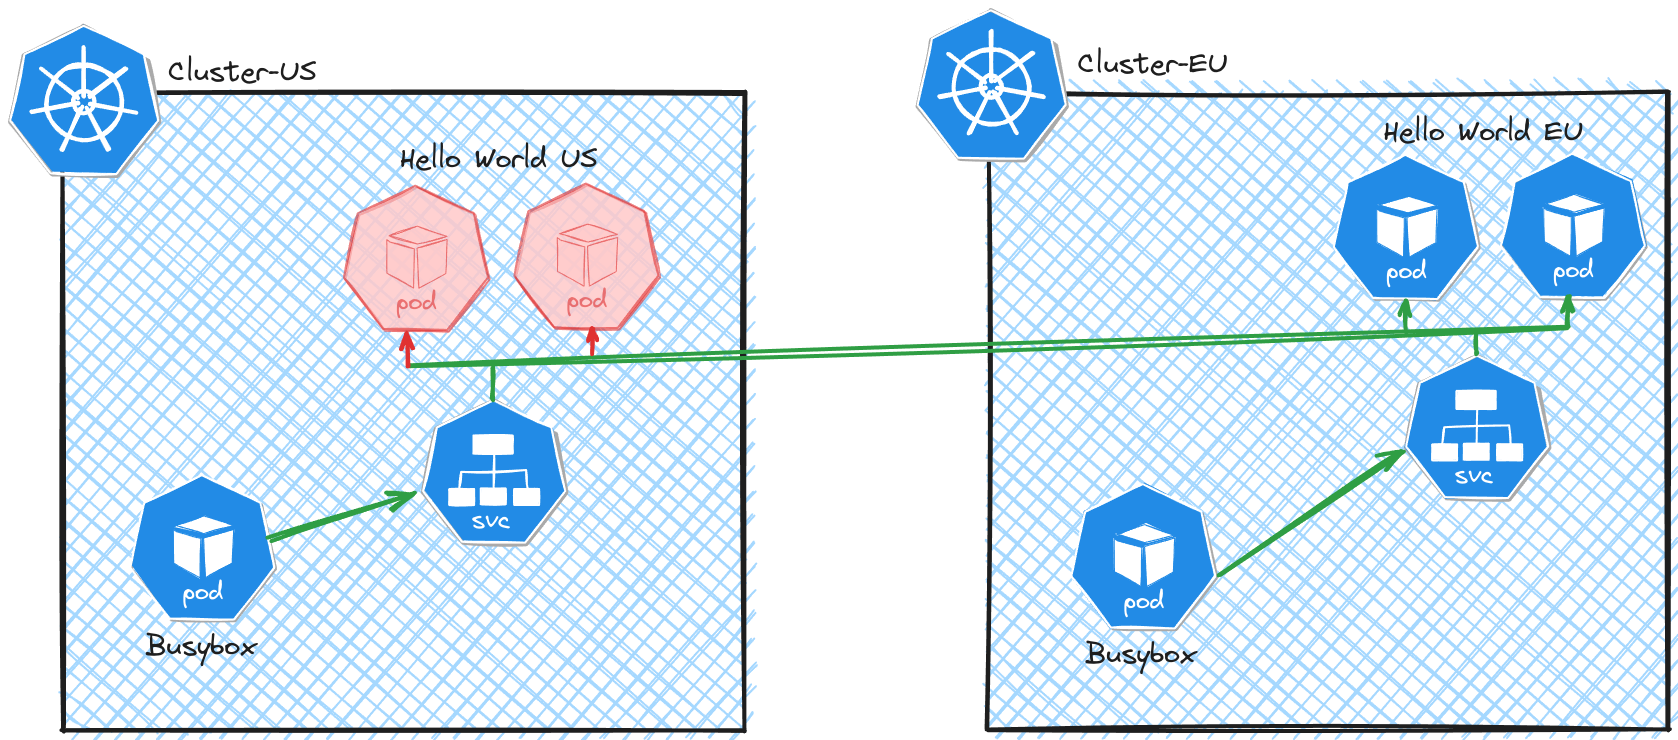 Cluster-US
Hello World US
pod
pod
svc
pod
Busybox
Cluster-EU
Hello World EU
pod
pod
svc
pod
Busybox